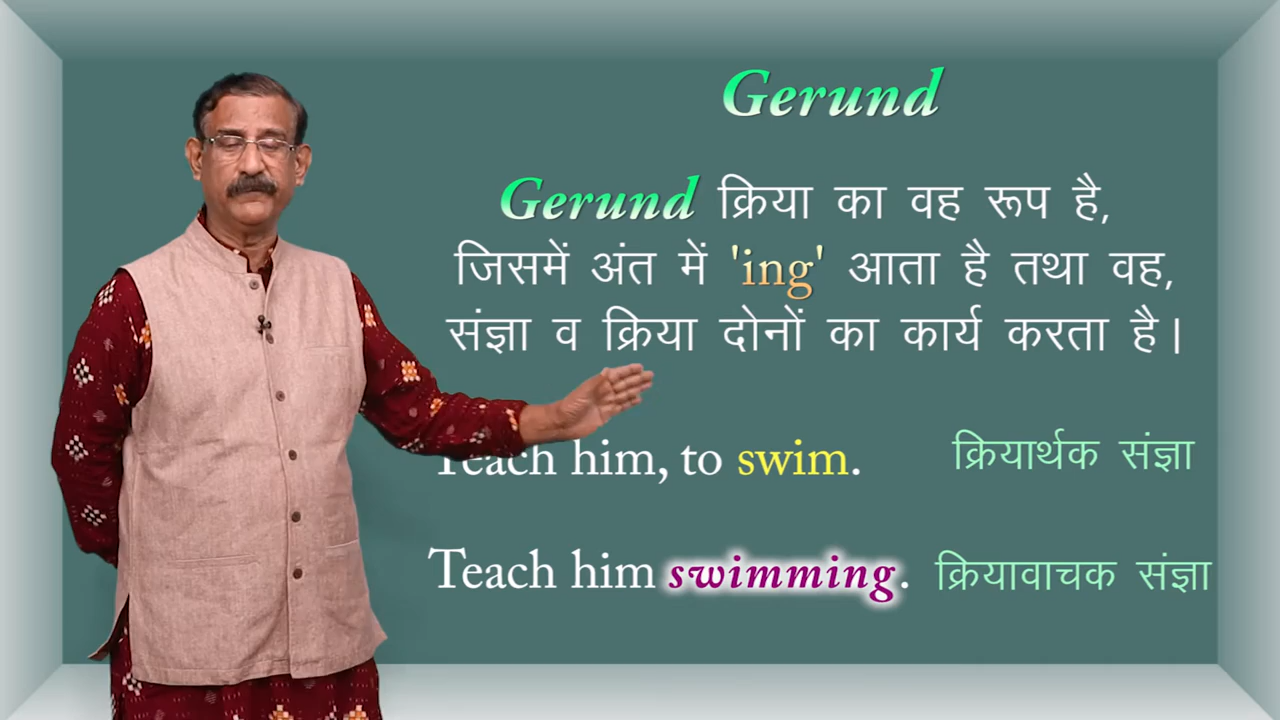 Gerund
Gerund क्रिया का वह रूप है,
जिसमें अंत में 'ing' आता है तथा वह,
संज्ञा व क्रिया दोनों का कार्य करता है।
Teach him, to swim. क्रियार्थक संज्ञा
Teach him swimming. क्रियावाचक संज्ञा